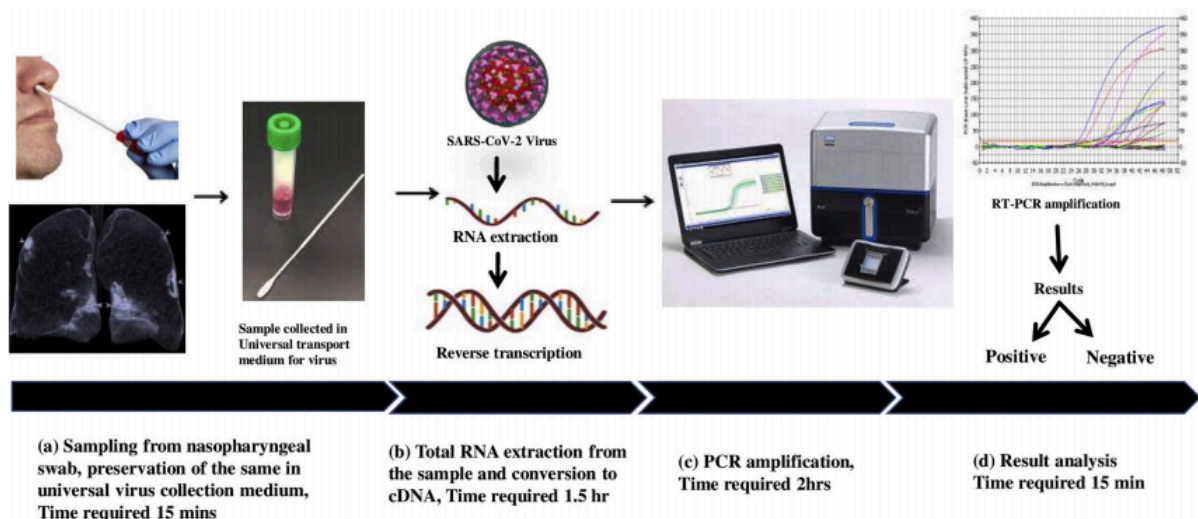 SARS-CoV-2 Virus
RNA extraction
Reverse transcription
Sample collected in
Universal transport
medium for virus
RT-PCR amplification
Results
Positive Negative
(a) Sampling from nasopharyngeal
swab, preservation of the same in
universal virus collection medium,
Time required 15 mins
(b) Total RNA extraction from
the sample and conversion to
cDNA, Time required 1.5 hr
(c) PCR amplification,
Time required 2hrs
(d) Result analysis
Time required 15 min